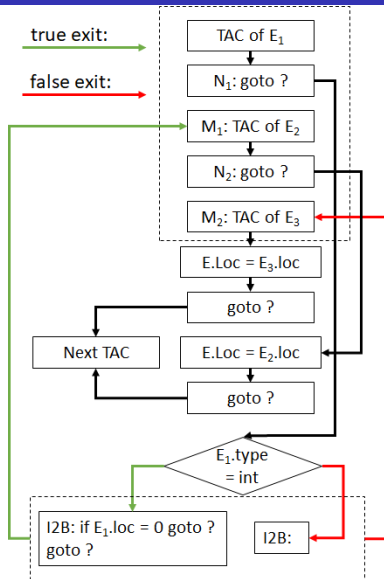 true exit:
false exit:
TAC of E₁
N₁: goto ?
M₁: TAC of E₂
N₂: goto ?
M₂: TAC of E₃
E.Loc = E₃.loc
goto ?
Next TAC
E.Loc = E₂.loc
goto ?
E₁.type
= int
I2B: if E₁.loc = 0 goto ?
goto ?
I2B: